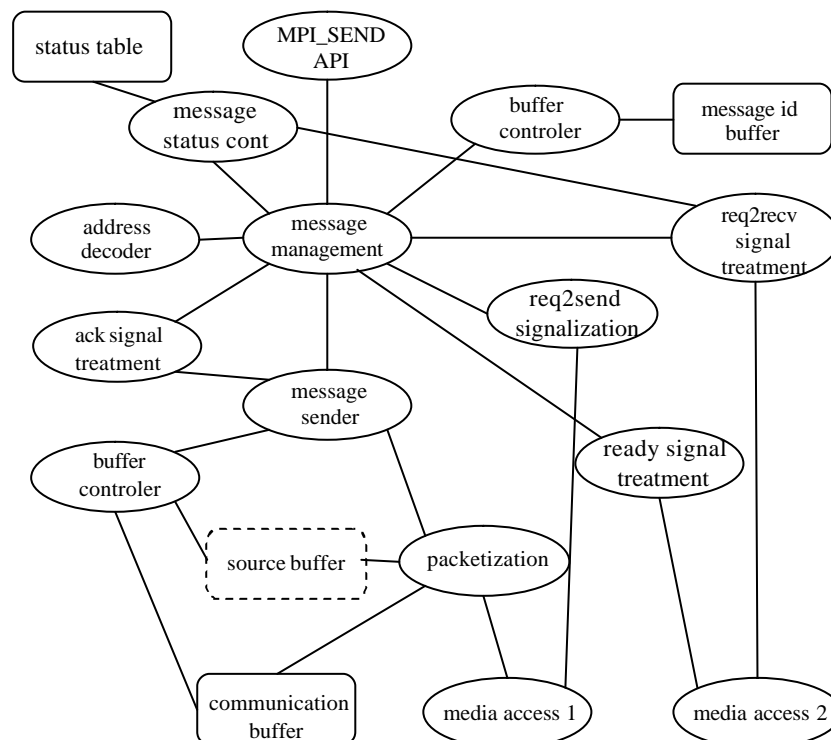 status table
MPI_SEND
API
message
status cont
buffer
controler
message id
buffer
address
decoder
message
management
req2recv
signal
treatment
req2send
signalization
ack signal
treatment
message
sender
buffer
controler
ready signal
treatment
source buffer
packetization
communication
buffer
media access 1
media access 2